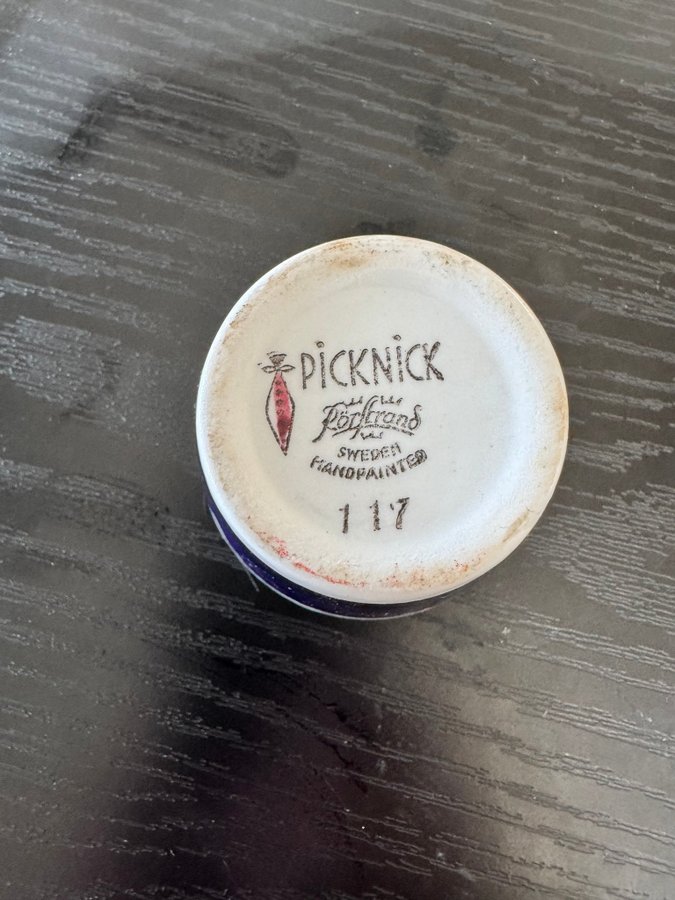 PiCKNiCK
Rörstrand
SWEDEN
HANDPAINTED
117